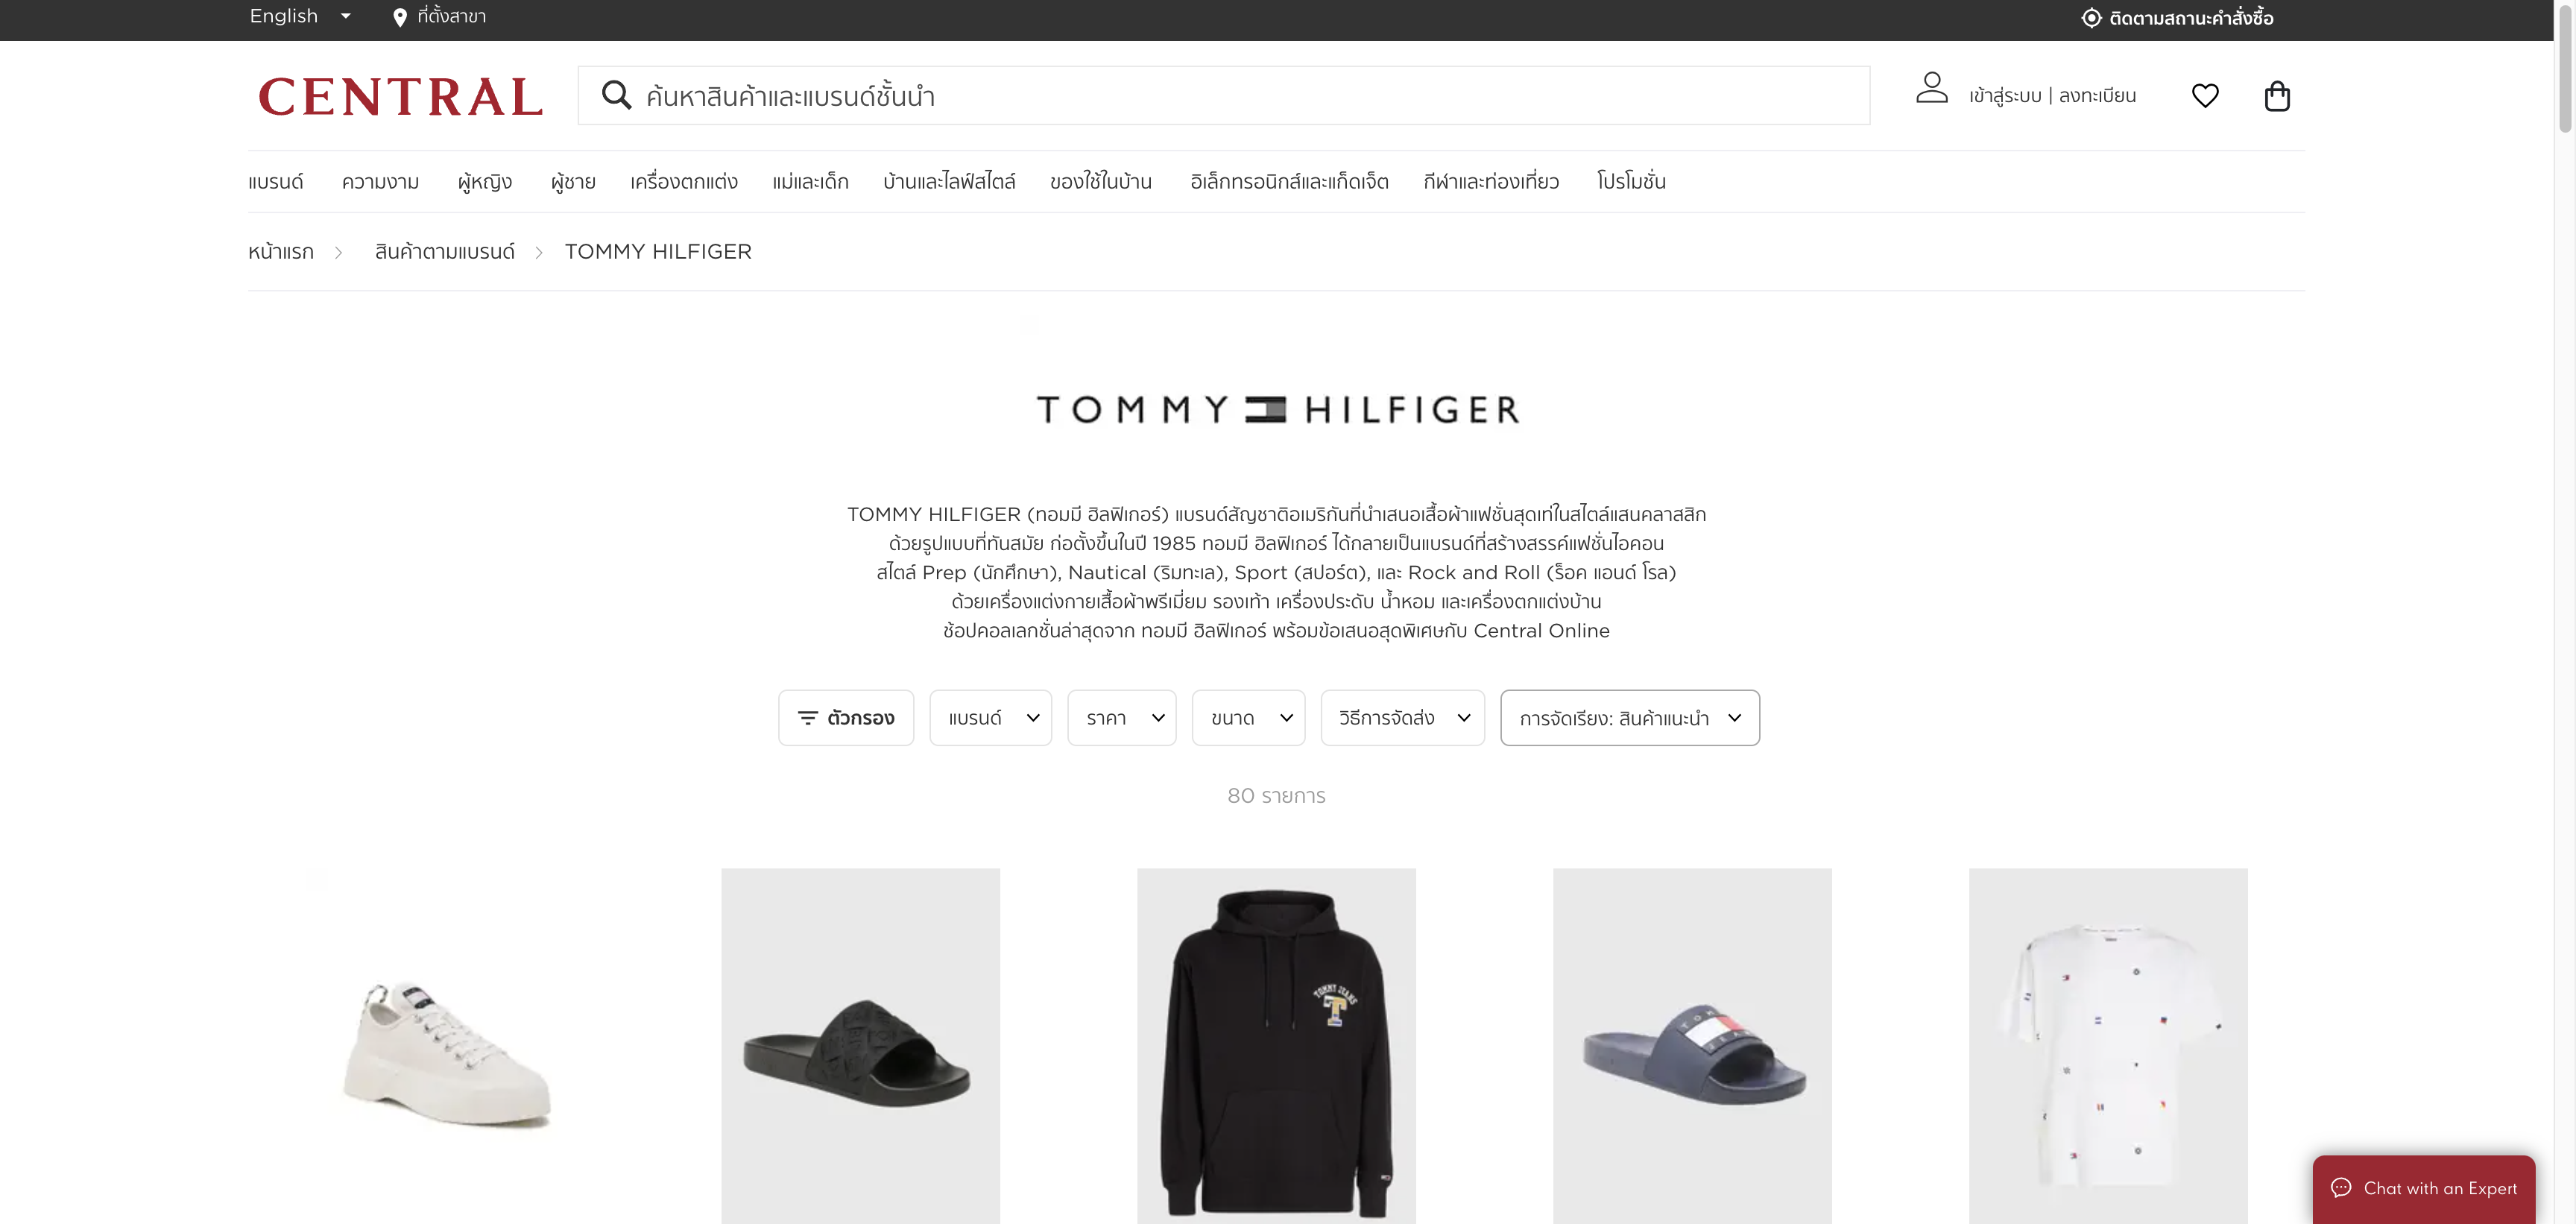 English
ที่ตั้งสาขา
ติดตามสถานะคำสั่งซื้อ
CENTRAL
ค้นหาสินค้าและแบรนด์ชั้นนำ
เข้าสู่ระบบ | ลงทะเบียน
แบรนด์ ความงาม ผู้หญิง ผู้ชาย เครื่องตกแต่ง แม่และเด็ก บ้านและไลฟ์สไตล์ ของใช้ในบ้าน อิเล็กทรอนิกส์และแก็ดเจ็ต กีฬาและท่องเที่ยว โปรโมชั่น
หน้าแรก สินค้าตามแบรนด์ TOMMY HILFIGER
TOMMY HILFIGER
TOMMY HILFIGER (ทอมมี ฮิลฟิเกอร์) แบรนด์สัญชาติอเมริกันที่นำเสนอเสื้อผ้าแฟชั่นสุดเท่ในสไตล์แสนคลาสสิก
ด้วยรูปแบบที่ทันสมัย ก่อตั้งขึ้นในปี 1985 ทอมมี ฮิลฟิเกอร์ ได้กลายเป็นแบรนด์ที่สร้างสรรค์แฟชั่นไอคอน
สไตล์ Prep (นักศึกษา), Nautical (ริมทะเล), Sport (สปอร์ต), และ Rock and Roll (ร็อค แอนด์ โรล)
ด้วยเครื่องแต่งกายเสื้อผ้าพรีเมี่ยม รองเท้า เครื่องประดับ น้ำหอม และเครื่องตกแต่งบ้าน
ช้อปคอลเลกชั่นล่าสุดจาก ทอมมี ฮิลฟิเกอร์ พร้อมข้อเสนอสุดพิเศษกับ Central Online
ตัวกรอง แบรนด์ ราคา ขนาด วิธีการจัดส่ง การจัดเรียง: สินค้าแนะนำ
80 รายการ
TOMMY JEANS
T
Chat with an Expert